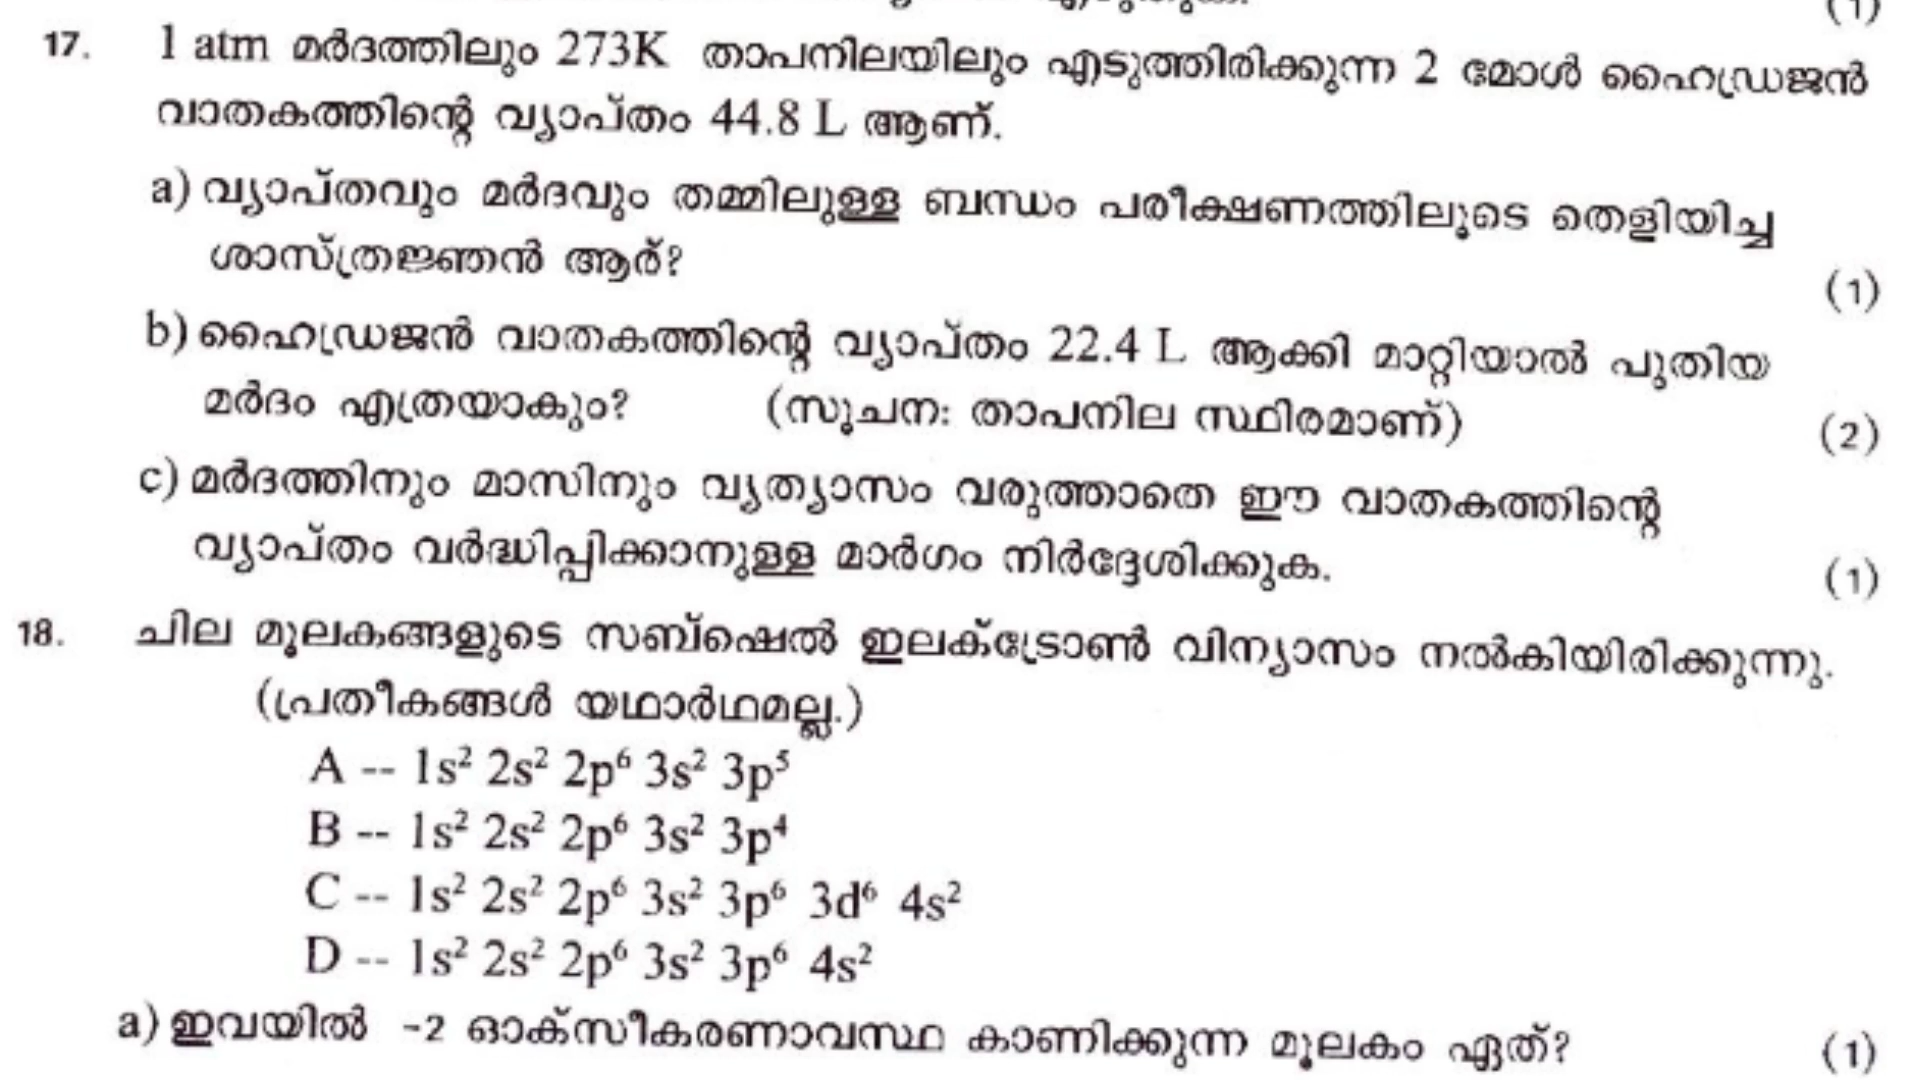 (1)
17. 1 atm മർദത്തിലും 273K താപനിലയിലും എടുത്തിരിക്കുന്ന 2 മോൾ ഹൈഡ്രജൻ
വാതകത്തിന്റെ വ്യാപ്തം 44.8 L ആണ്.
a) വ്യാപ്തവും മർദവും തമ്മിലുള്ള ബന്ധം പരീക്ഷണത്തിലൂടെ തെളിയിച്ച
ശാസ്ത്രജ്ഞൻ ആര്?
(1)
b) ഹൈഡ്രജൻ വാതകത്തിന്റെ വ്യാപ്തം 22.4 L ആക്കി മാറ്റിയാൽ പുതിയ
മർദം എത്രയാകും? (സൂചന: താപനില സ്ഥിരമാണ്) (2)
c) മർദത്തിനും മാസിനും വ്യത്യാസം വരുത്താതെ ഈ വാതകത്തിന്റെ
വ്യാപ്തം വർദ്ധിപ്പിക്കാനുള്ള മാർഗം നിർദ്ദേശിക്കുക. (1)
18. ചില മൂലകങ്ങളുടെ സബ്ഷെൽ ഇലക്ട്രോൺ വിന്യാസം നൽകിയിരിക്കുന്നു.
(പ്രതീകങ്ങൾ യഥാർഥമല്ല.)
A -- 1s² 2s² 2p⁶ 3s² 3p⁵
B -- 1s² 2s² 2p⁶ 3s² 3p⁴
C -- 1s² 2s² 2p⁶ 3s² 3p⁶ 3d⁶ 4s²
D -- 1s² 2s² 2p⁶ 3s² 3p⁶ 4s²
a) ഇവയിൽ -2 ഓക്സീകരണാവസ്ഥ കാണിക്കുന്ന മൂലകം ഏത്? (1)